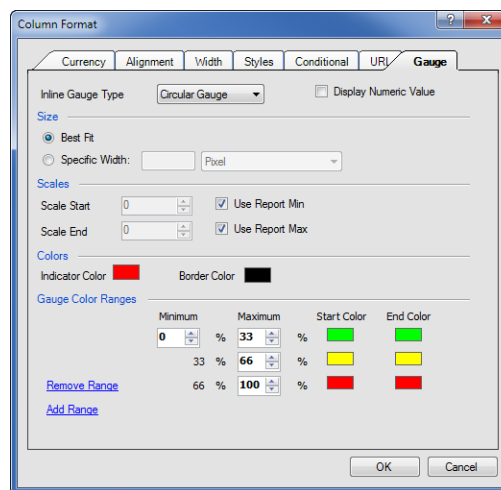 Column Format
?
Currency Alignment Width Styles Conditional URL Gauge
Inline Gauge Type Circular Gauge Display Numeric Value
Size
Best Fit
Specific Width: Pixel
Scales
Scale Start 0 Use Report Min
Scale End 0 Use Report Max
Colors
Indicator Color Border Color
Gauge Color Ranges
Minimum Maximum Start Color End Color
0 % 33 %
33 % 66 %
Remove Range 66 % 100 %
Add Range
OK Cancel